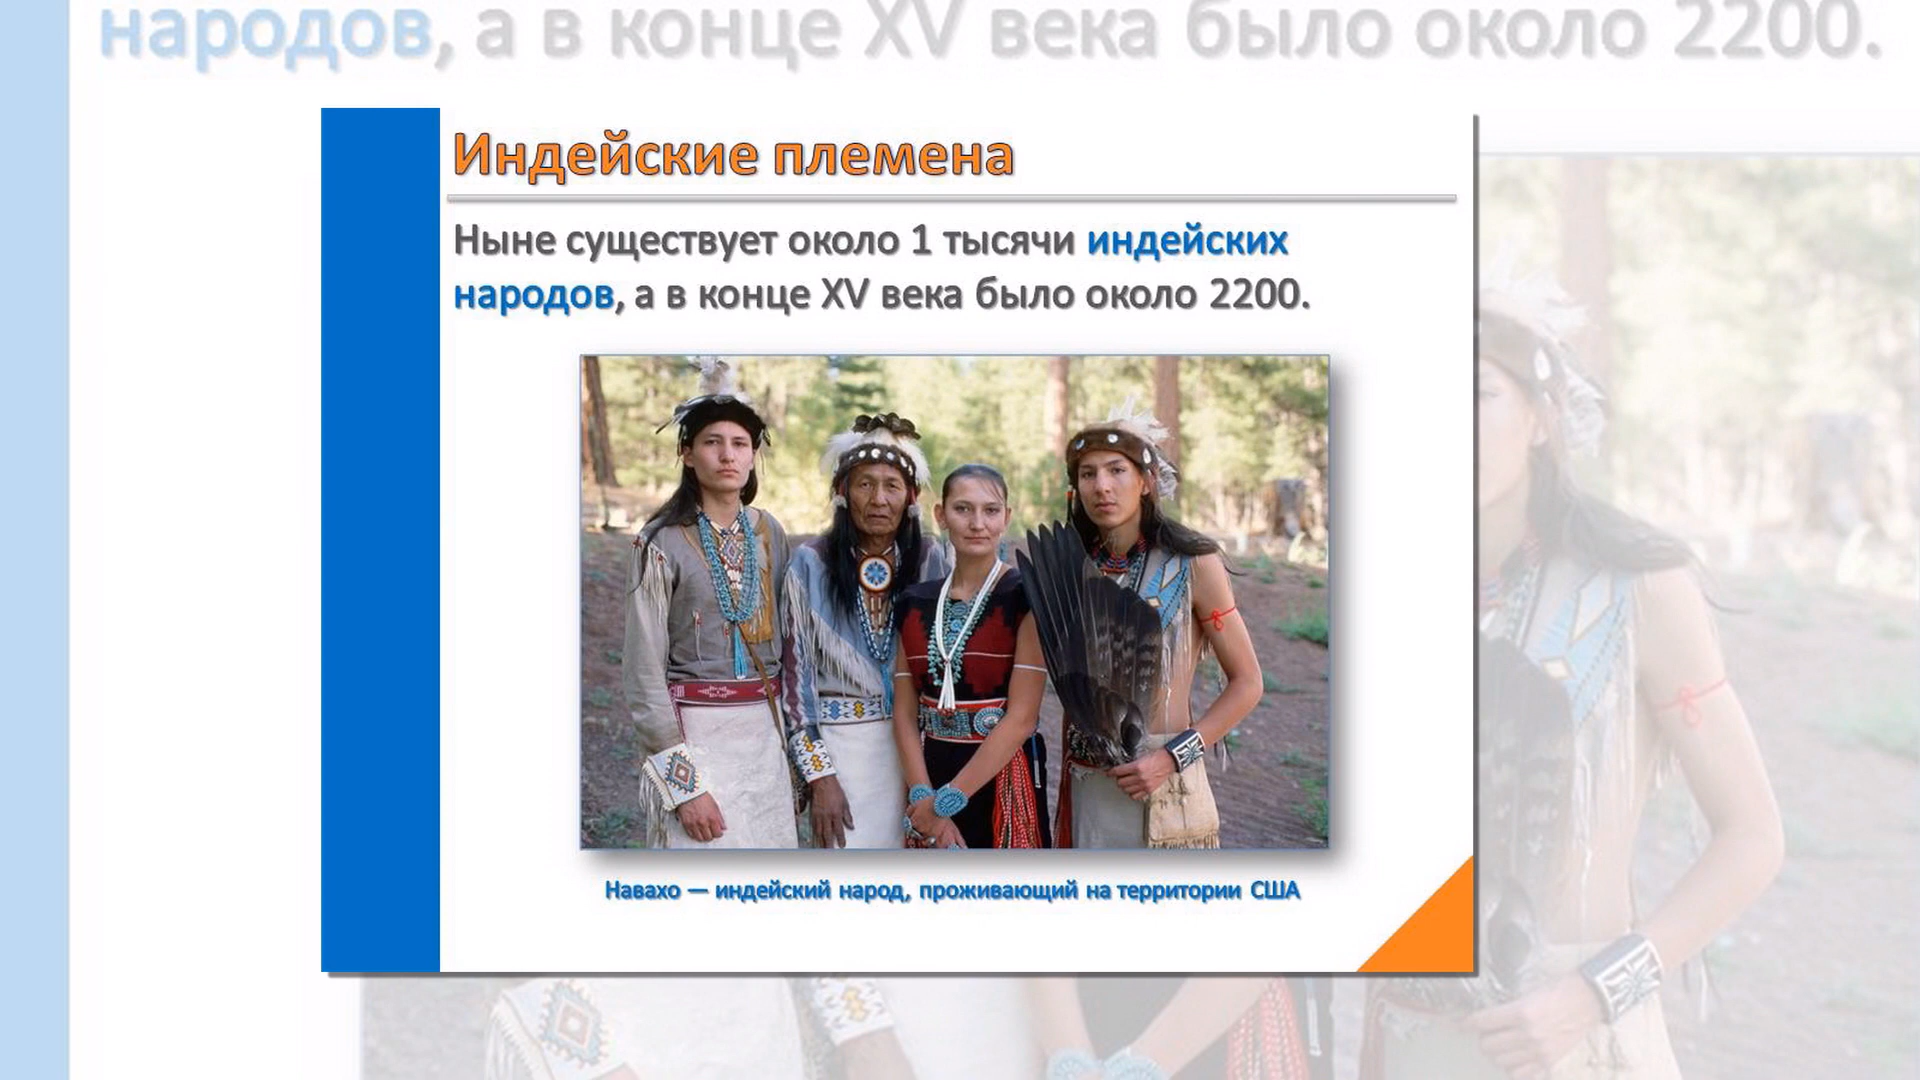 народов, а в конце XV века было около 2200.
Индейские племена
Ныне существует около 1 тысячи индейских
народов, а в конце XV века было около 2200.
Навахо — индейский народ, проживающий на территории США